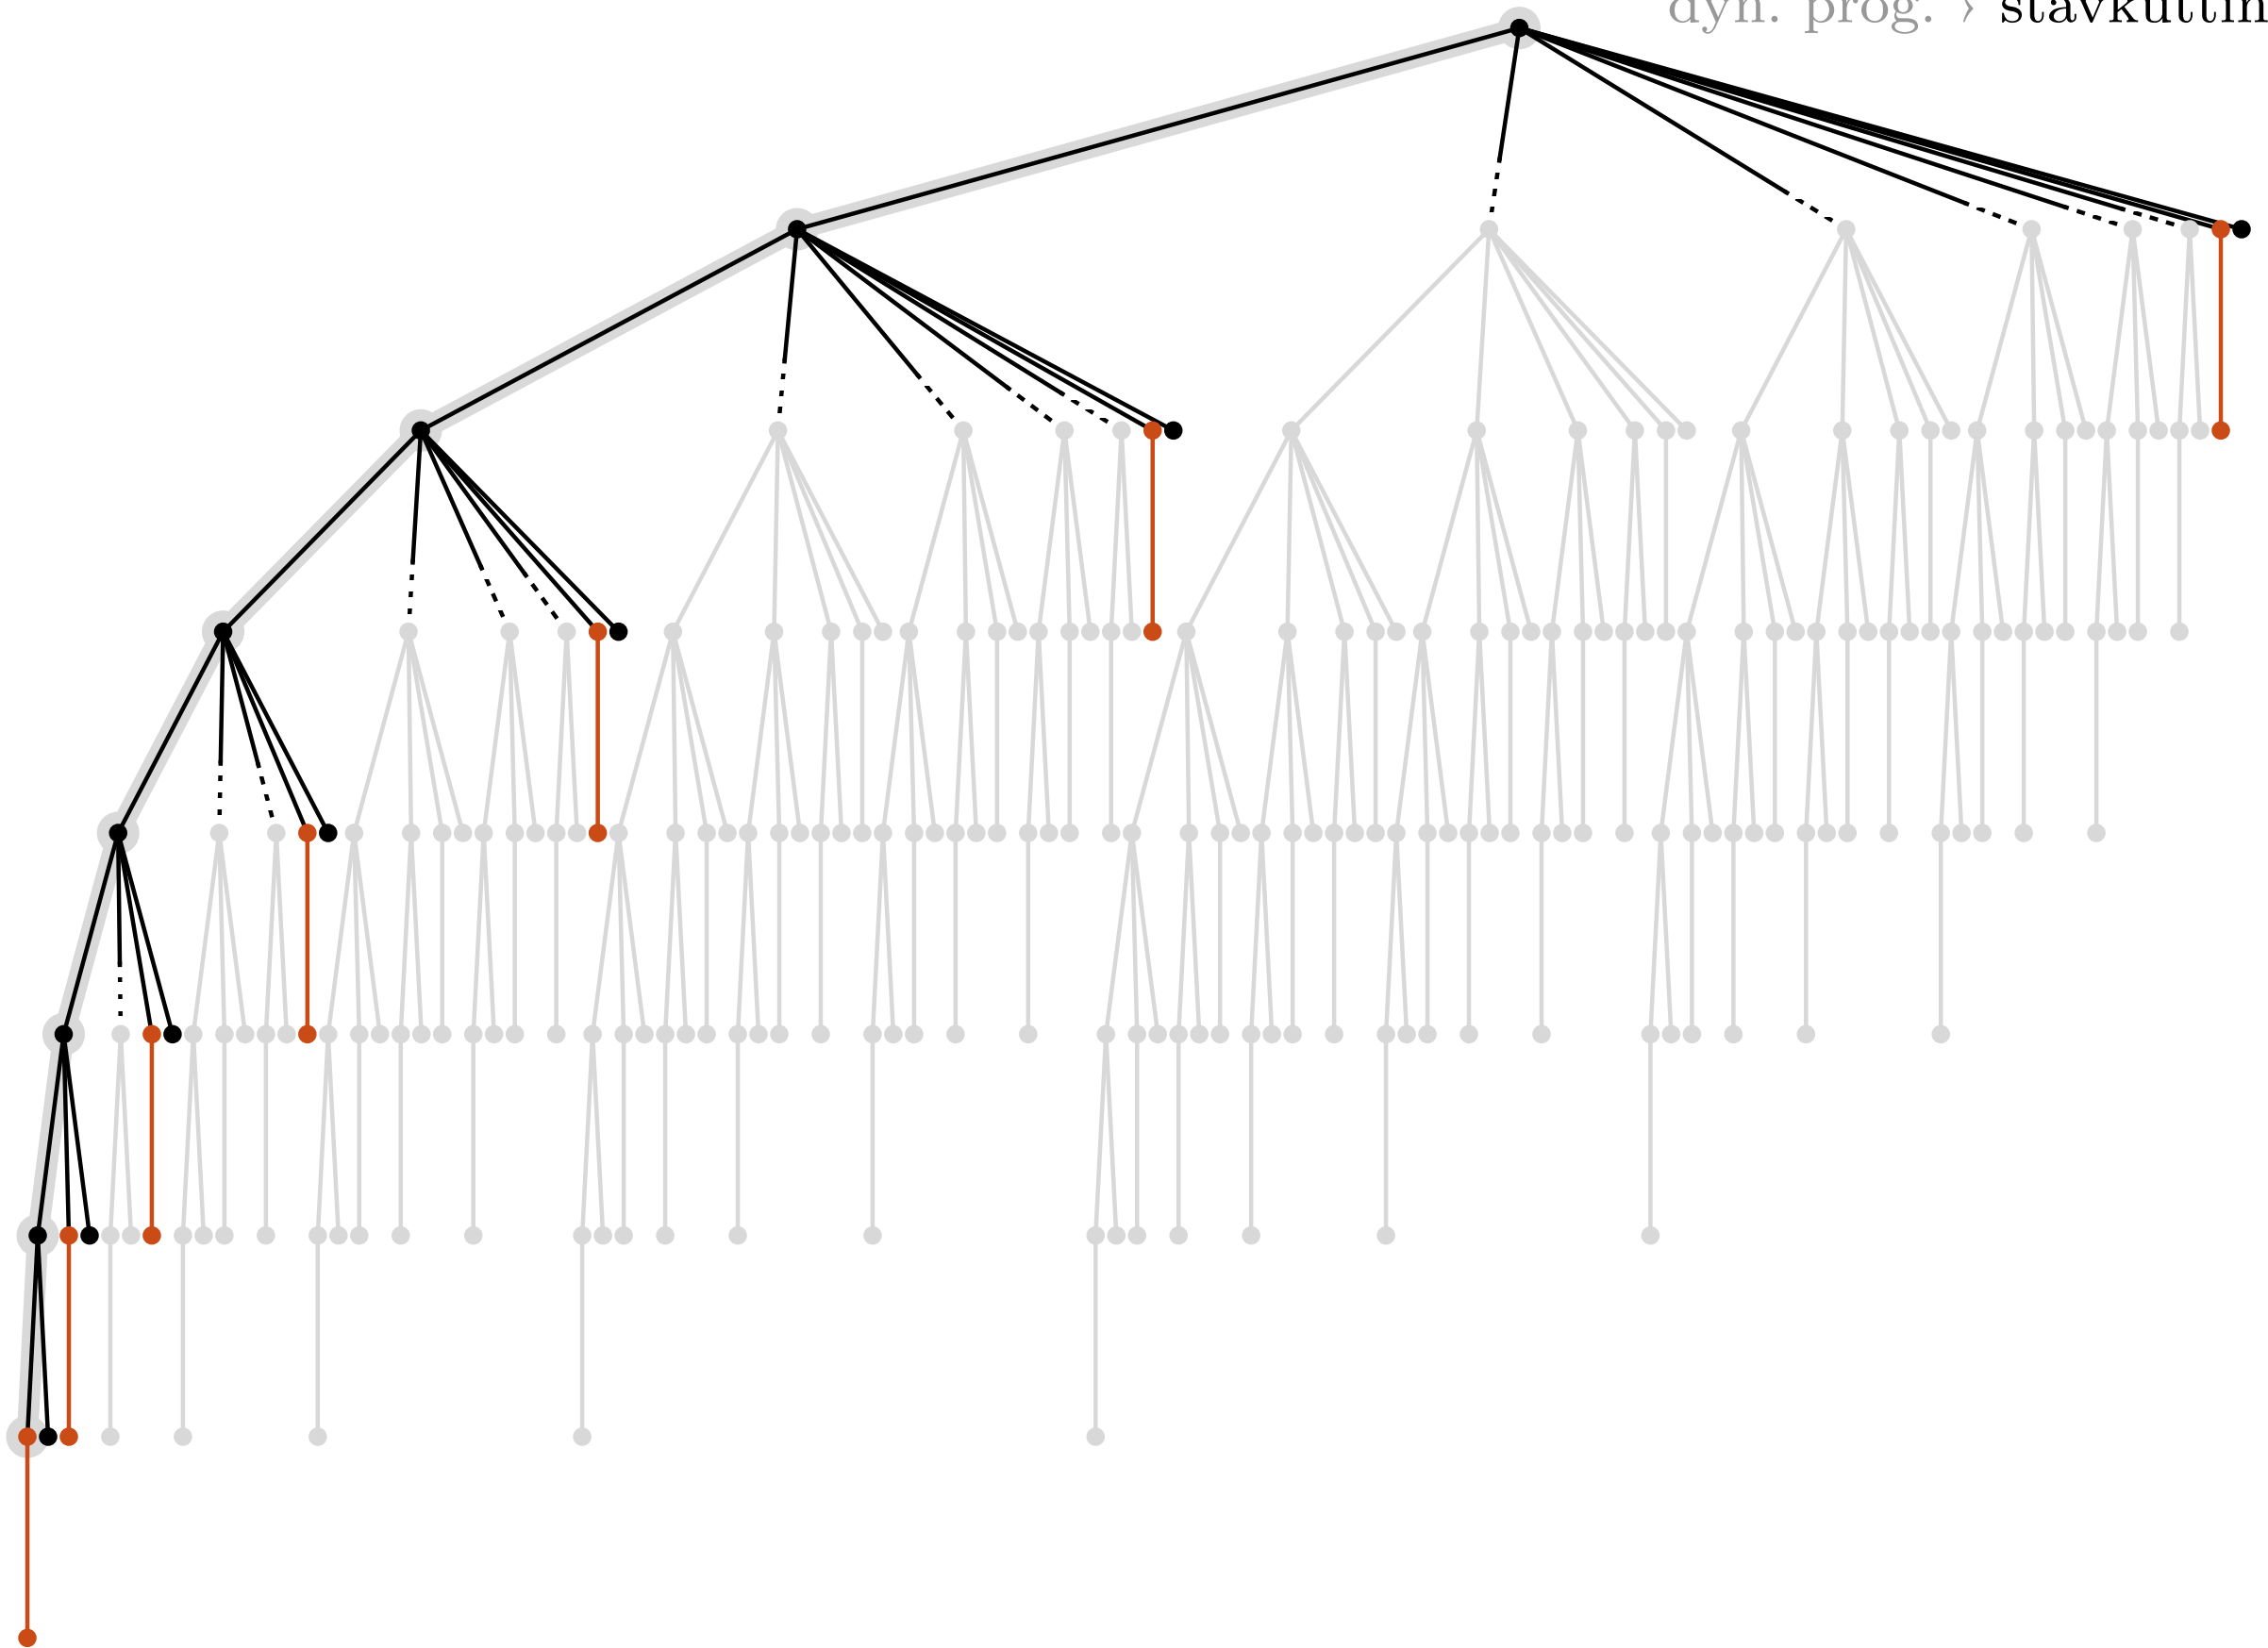 dyn. prog. › stavkuttin